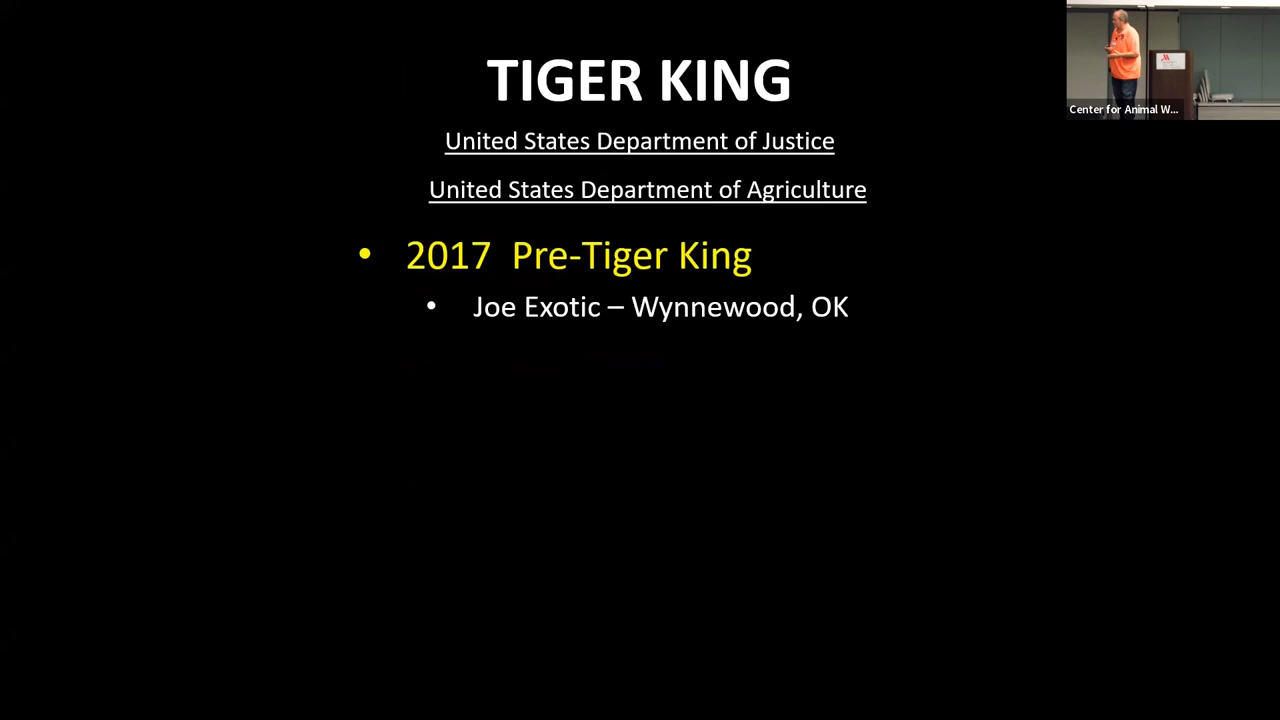 TIGER KING
United States Department of Justice
United States Department of Agriculture
• 2017 Pre-Tiger King
• Joe Exotic – Wynnewood, OK
Center for Animal W...